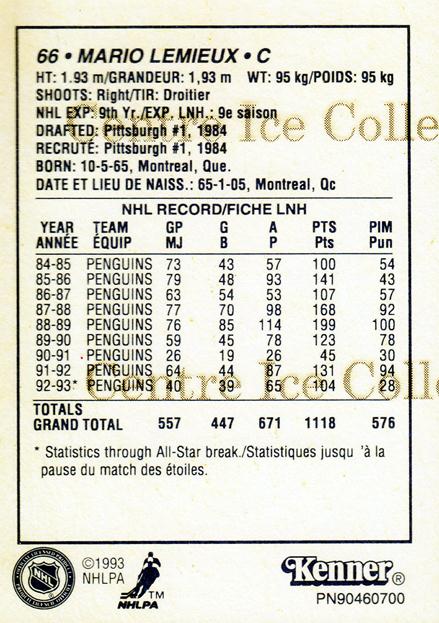 66 • MARIO LEMIEUX • C
HT: 1.93 m/GRANDEUR: 1,93 m WT: 95 kg/POIDS: 95 kg
SHOOTS: Right/TIR: Droitier
NHL EXP: 9th Yr./EXP. LNH.: 9e saison
Centre Ice Colle
DRAFTED: Pittsburgh #1, 1984
RECRUTÉ: Pittsburgh #1, 1984
BORN: 10-5-65, Montreal, Que.
DATE ET LIEU DE NAISS.: 65-1-05, Montreal, Qc
NHL RECORD/FICHE LNH
YEAR TEAM GP G A PTS PIM
ANNÉE ÉQUIP MJ B P Pts Pun
84-85 PENGUINS 73 43 57 100 54
85-86 PENGUINS 79 48 93 141 43
86-87 PENGUINS 63 54 53 107 57
87-88 PENGUINS 77 70 98 168 92
88-89 PENGUINS 76 85 114 199 100
89-90 PENGUINS 59 45 78 123 78
90-91 PENGUINS 26 19 26 45 30
91-92 PENGUINS 64 44 87 131 94
Centre Ice Colle
92-93* PENGUINS 40 39 65 104 28
TOTALS
GRAND TOTAL 557 447 671 1118 576
* Statistics through All-Star break./Statistiques jusqu 'à la
pause du match des étoiles.
NHL
©1993
NHLPA
TM
NHLPA
Kenner®
PN90460700